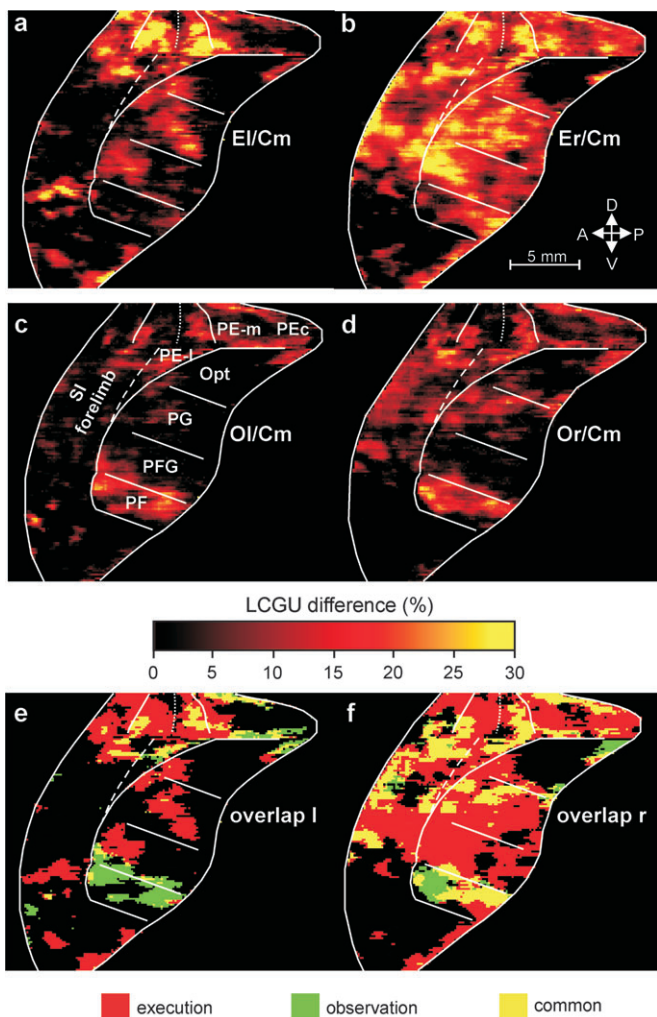 a
b
El/Cm
Er/Cm
D
A P
V
5 mm
c
d
PE-m PEc
PE-l
Opt
SI
forelimb
PG
Ol/Cm
Or/Cm
PFG
PF
LCGU difference (%)
0 5 10 15 20 25 30
e
f
overlap l
overlap r
execution observation common